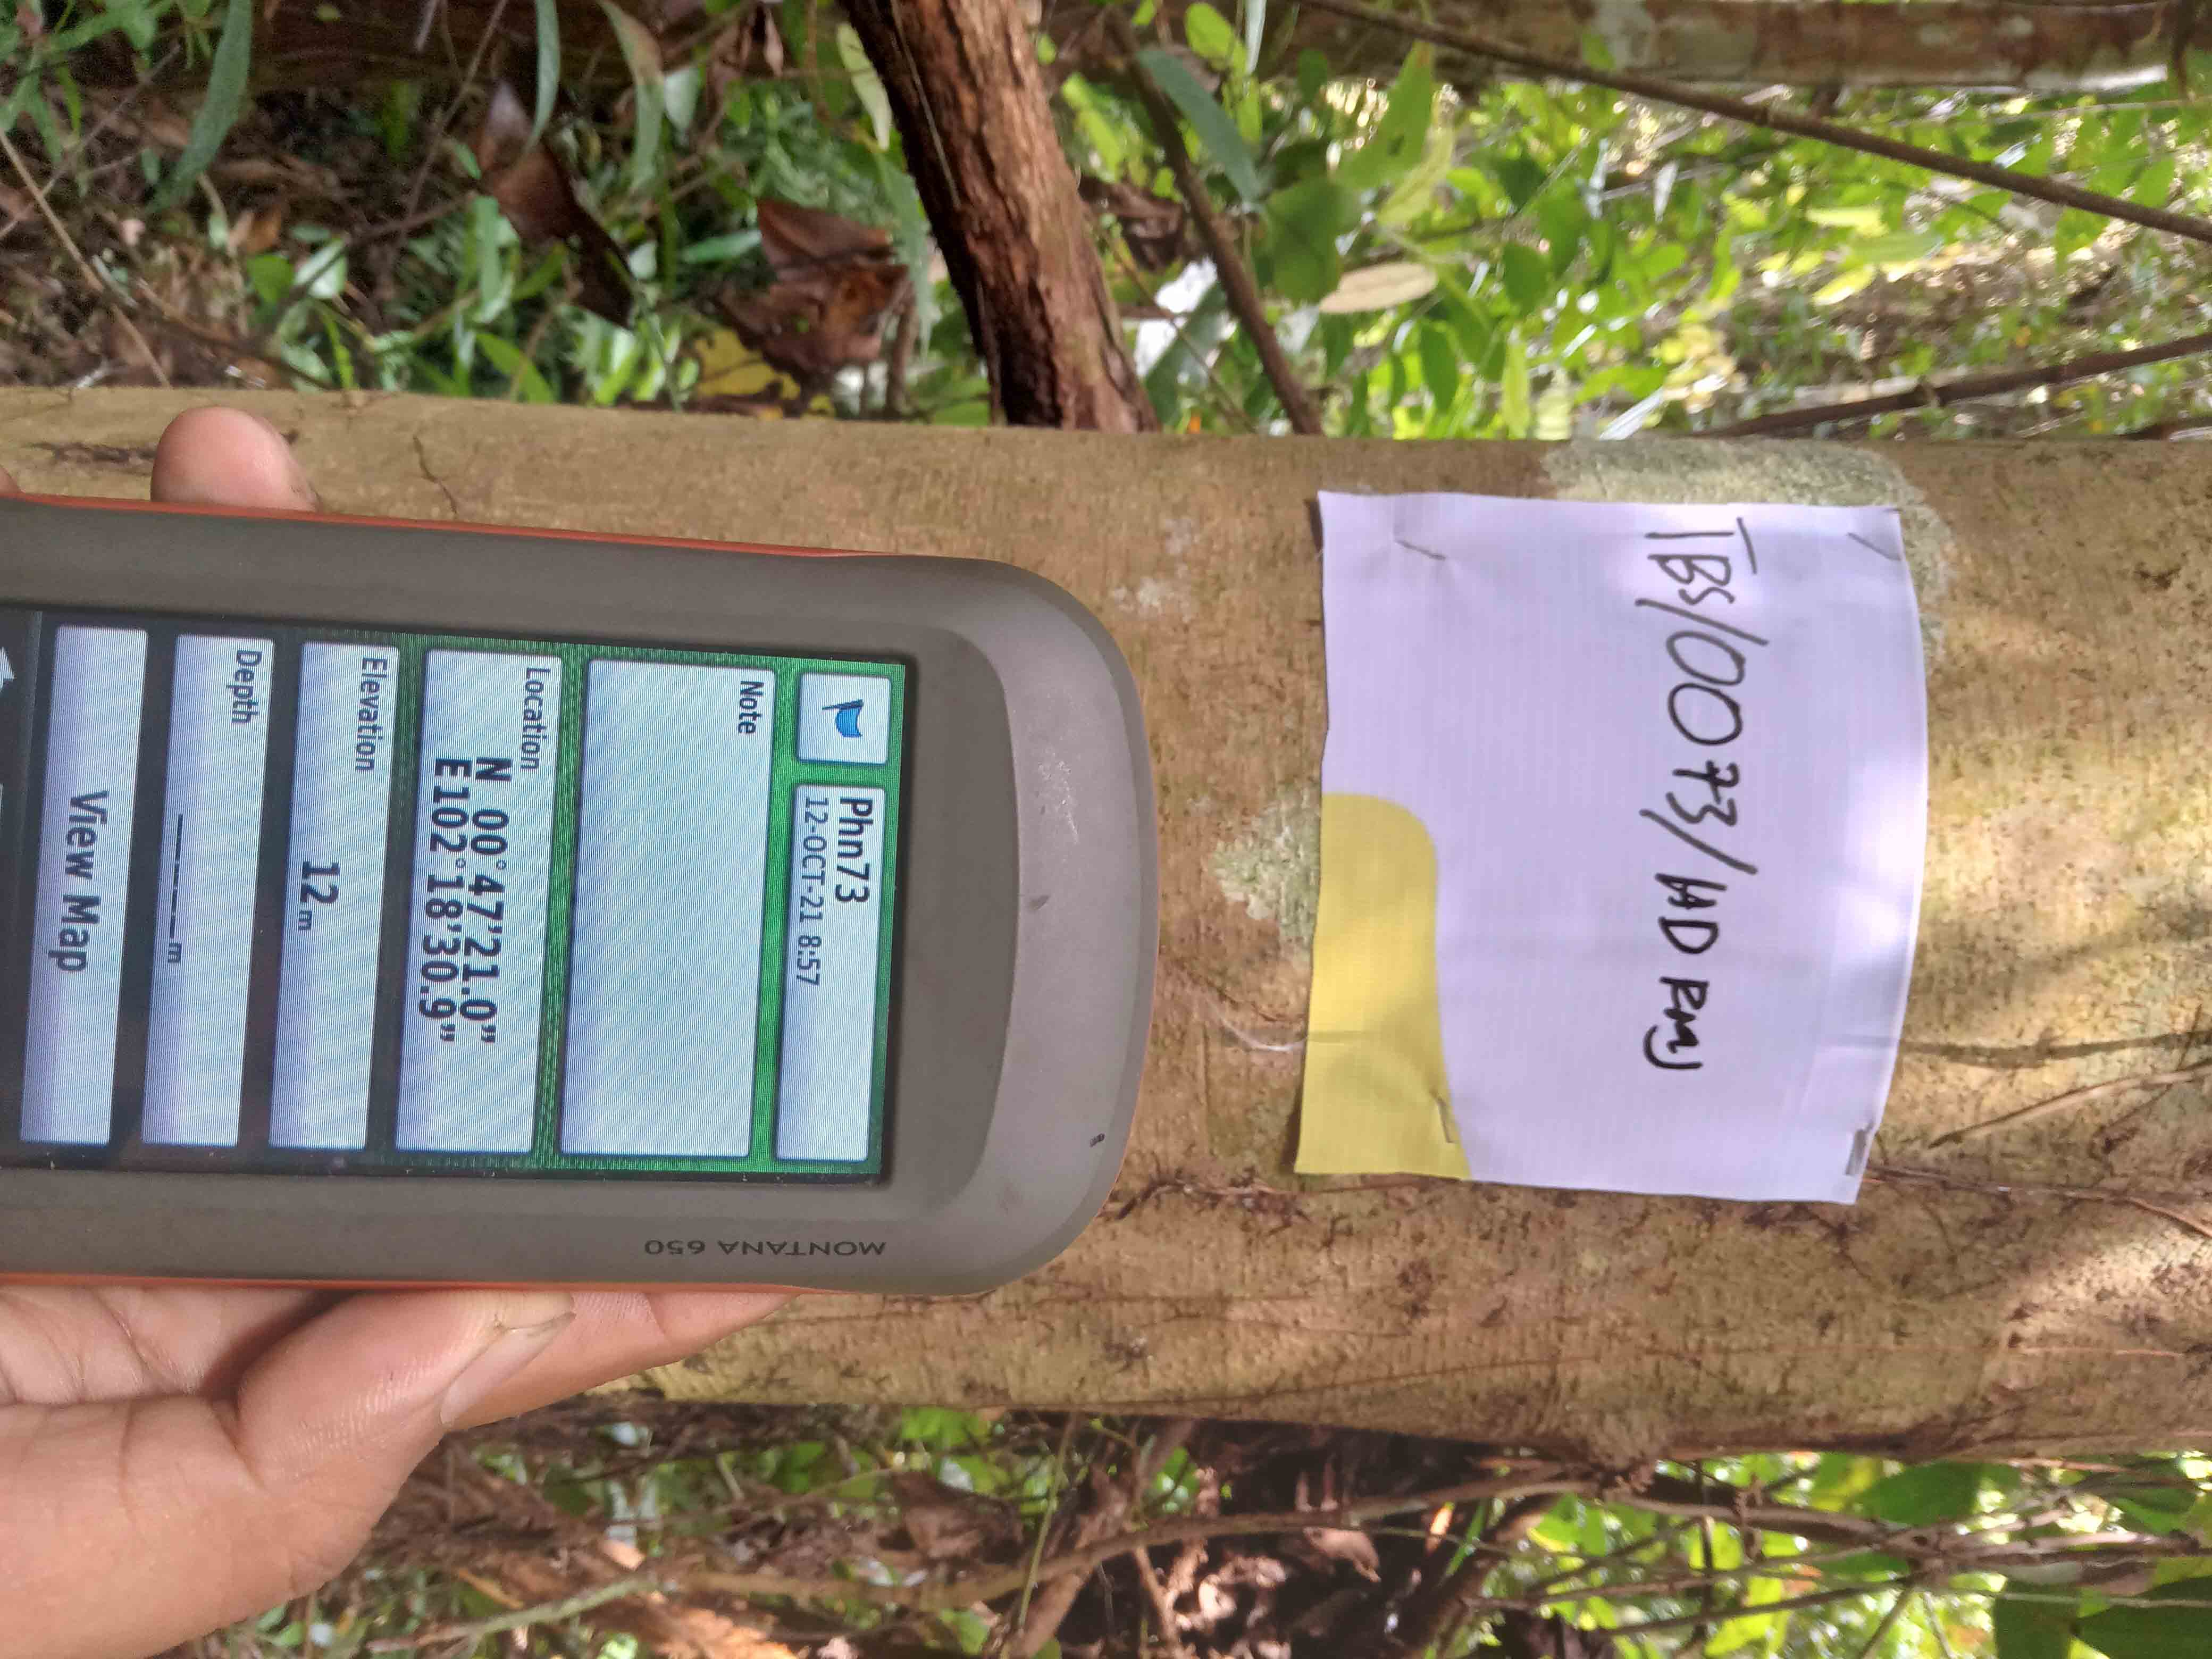 TBS/0073/HD RMJ
MONTANA 650
Phn73
12-OCT-21 8:57
Note
Location
N 00°47'21.0"
E102°18'30.9"
Elevation
12m
Depth
_____m
View Map